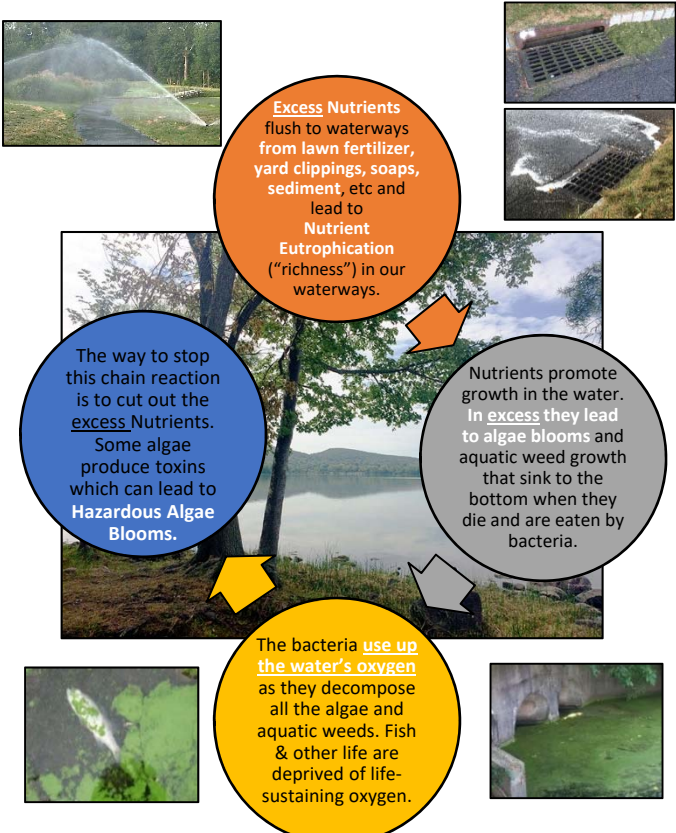 Excess Nutrients
flush to waterways
from lawn fertilizer,
yard clippings, soaps,
sediment, etc and
lead to
Nutrient
Eutrophication
(“richness”) in our
waterways.
Nutrients promote
growth in the water.
In excess they lead
to algae blooms and
aquatic weed growth
that sink to the
bottom when they
die and are eaten by
bacteria.
The bacteria use up
the water’s oxygen
as they decompose
all the algae and
aquatic weeds. Fish
& other life are
deprived of life-
sustaining oxygen.
The way to stop
this chain reaction
is to cut out the
excess Nutrients.
Some algae
produce toxins
which can lead to
Hazardous Algae
Blooms.